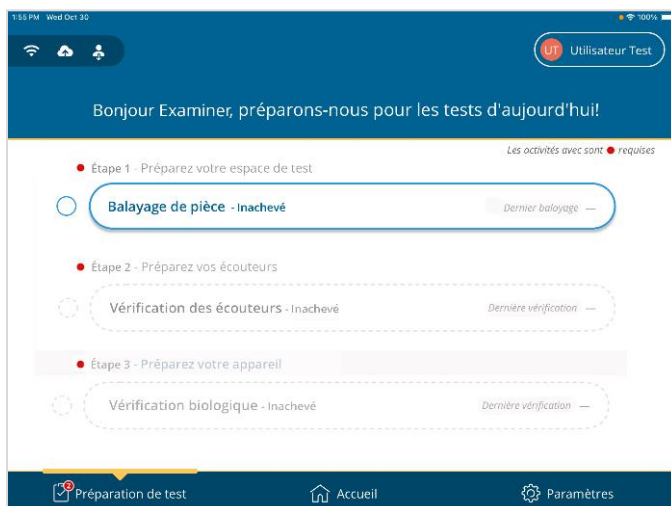 1:55 PM Wed Oct 30
100%
UT Utilisateur Test
Bonjour Examiner, préparons-nous pour les tests d'aujourd'hui!
Les activités avec sont requises
Étape 1 - Préparez votre espace de test
Balayage de pièce - Inachevé
Dernier balayage —
Étape 2 - Préparez vos écouteurs
Vérification des écouteurs - Inachevé
Dernière vérification —
Étape 3 - Préparez votre appareil
Vérification biologique - Inachevé
Dernière vérification —
2
Préparation de test
Accueil
Paramètres